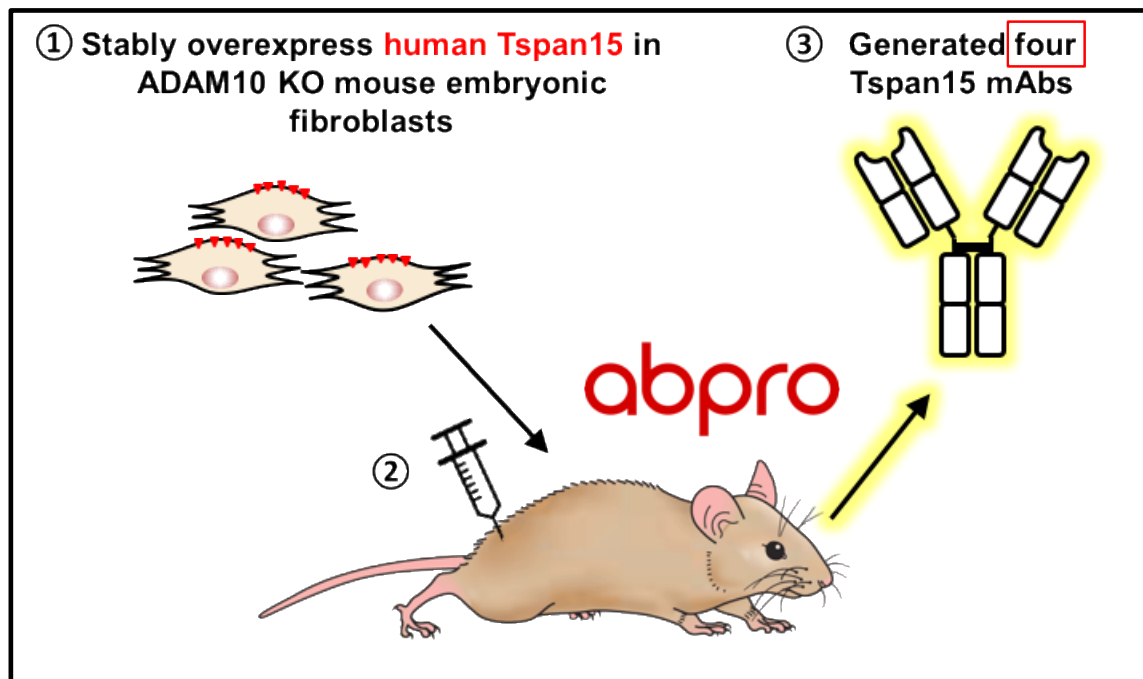 ① Stably overexpress human Tspan15 in
ADAM10 KO mouse embryonic
fibroblasts
③ Generated four
Tspan15 mAbs
abpro
②